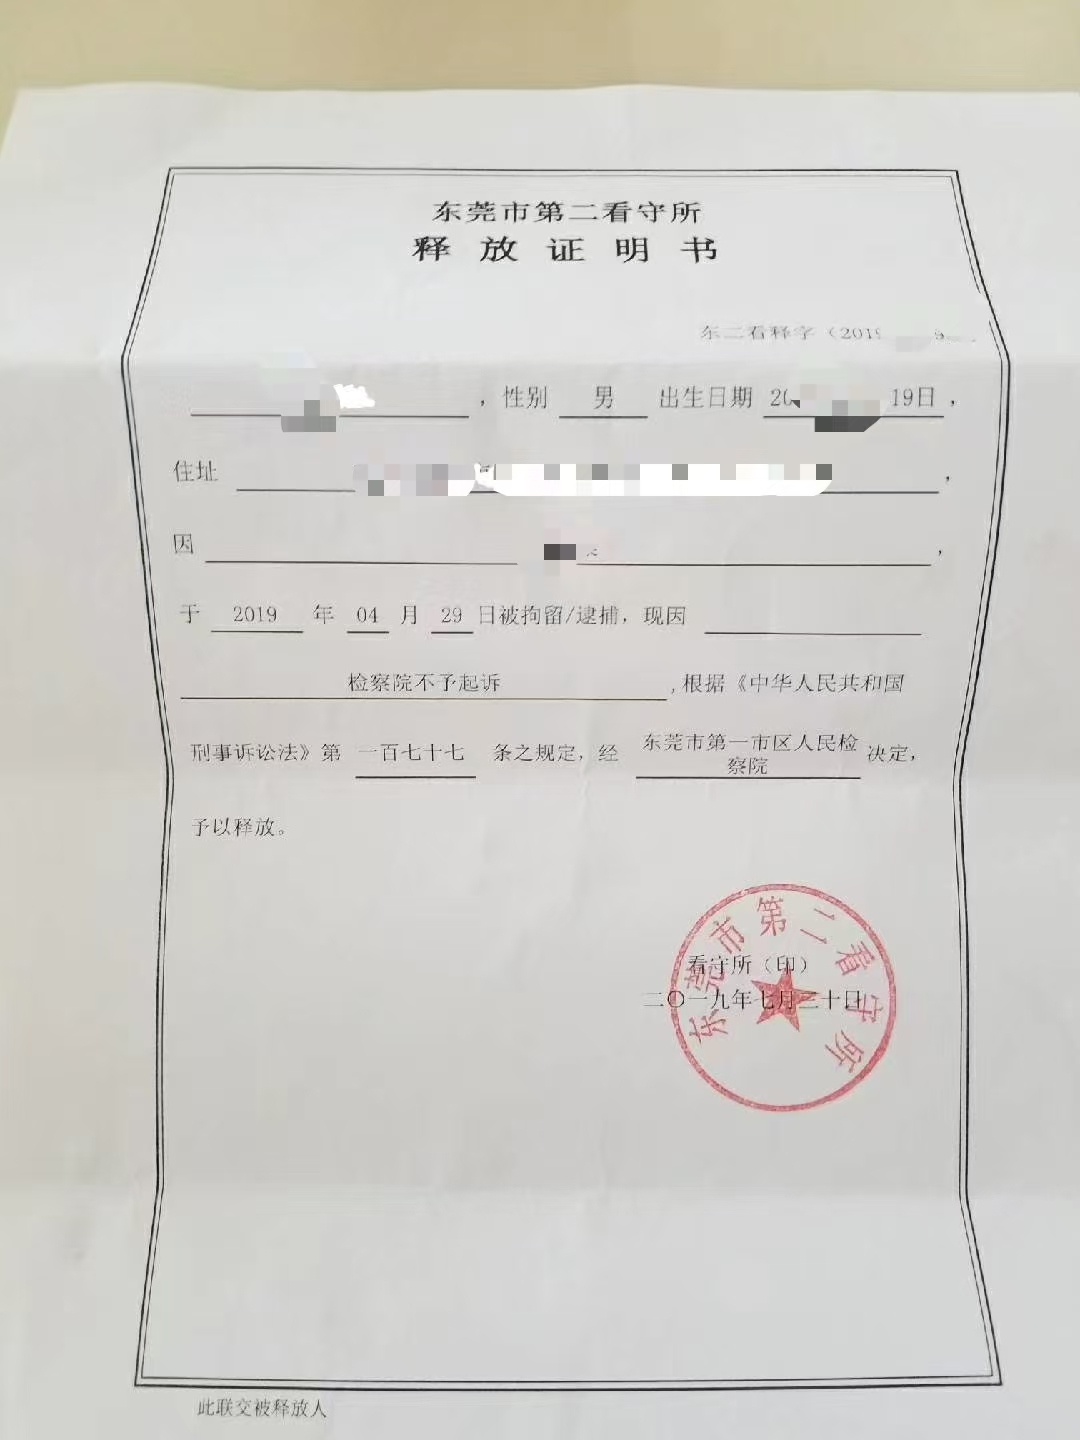 东莞市第二看守所
释放证明书
东二看释字（2019 9
，性别 男 出生日期 20 19日，
住址 ，
因 ，
于 2019 年 04 月 29 日被拘留/逮捕，现因
检察院不予起诉 ,根据《中华人民共和国
刑事诉讼法》第 一百七十七 条之规定，经 东莞市第一市区人民检
察院 决定，
予以释放。
东莞市第二看守所
看守所（印）
二〇一九年七月三十日
此联交被释放人